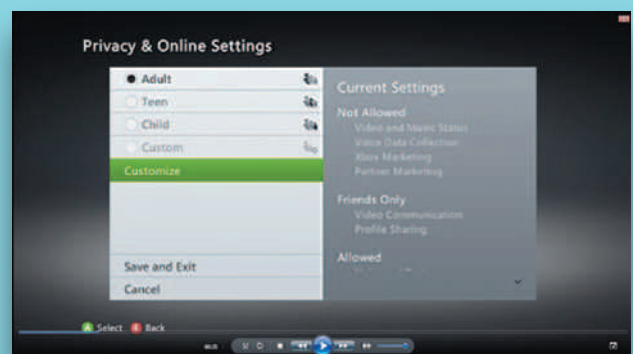 Privacy & Online Settings
Adult
Teen
Child
Custom
Customize
Save and Exit
Cancel
Current Settings
Not Allowed
Video and Music Status
Voice Data Collection
Xbox Marketing
Partner Marketing
Friends Only
Video Communication
Profile Sharing
Allowed
A Select B Back